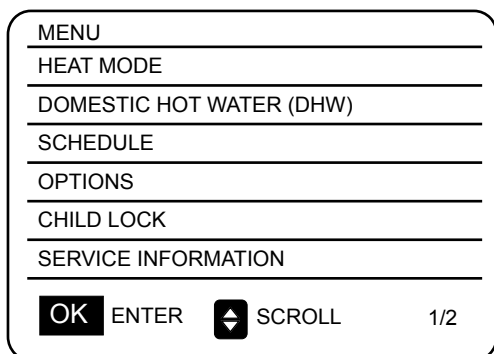 MENU
HEAT MODE
DOMESTIC HOT WATER (DHW)
SCHEDULE
OPTIONS
CHILD LOCK
SERVICE INFORMATION
OK ENTER SCROLL 1/2